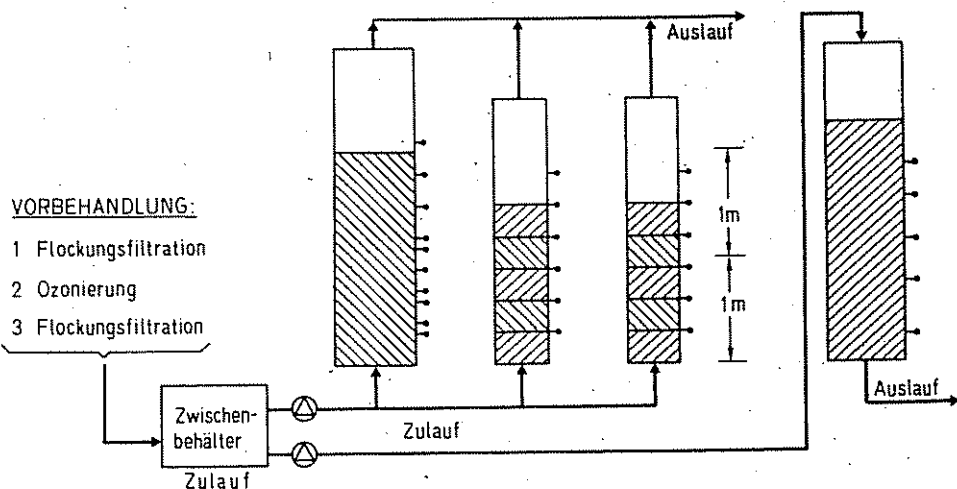 Auslauf
VORBEHANDLUNG:
1 Flockungsfiltration
2 Ozonierung
3 Flockungsfiltration
1m
1m
Zwischen-
behälter
Zulauf
Zulauf
Auslauf